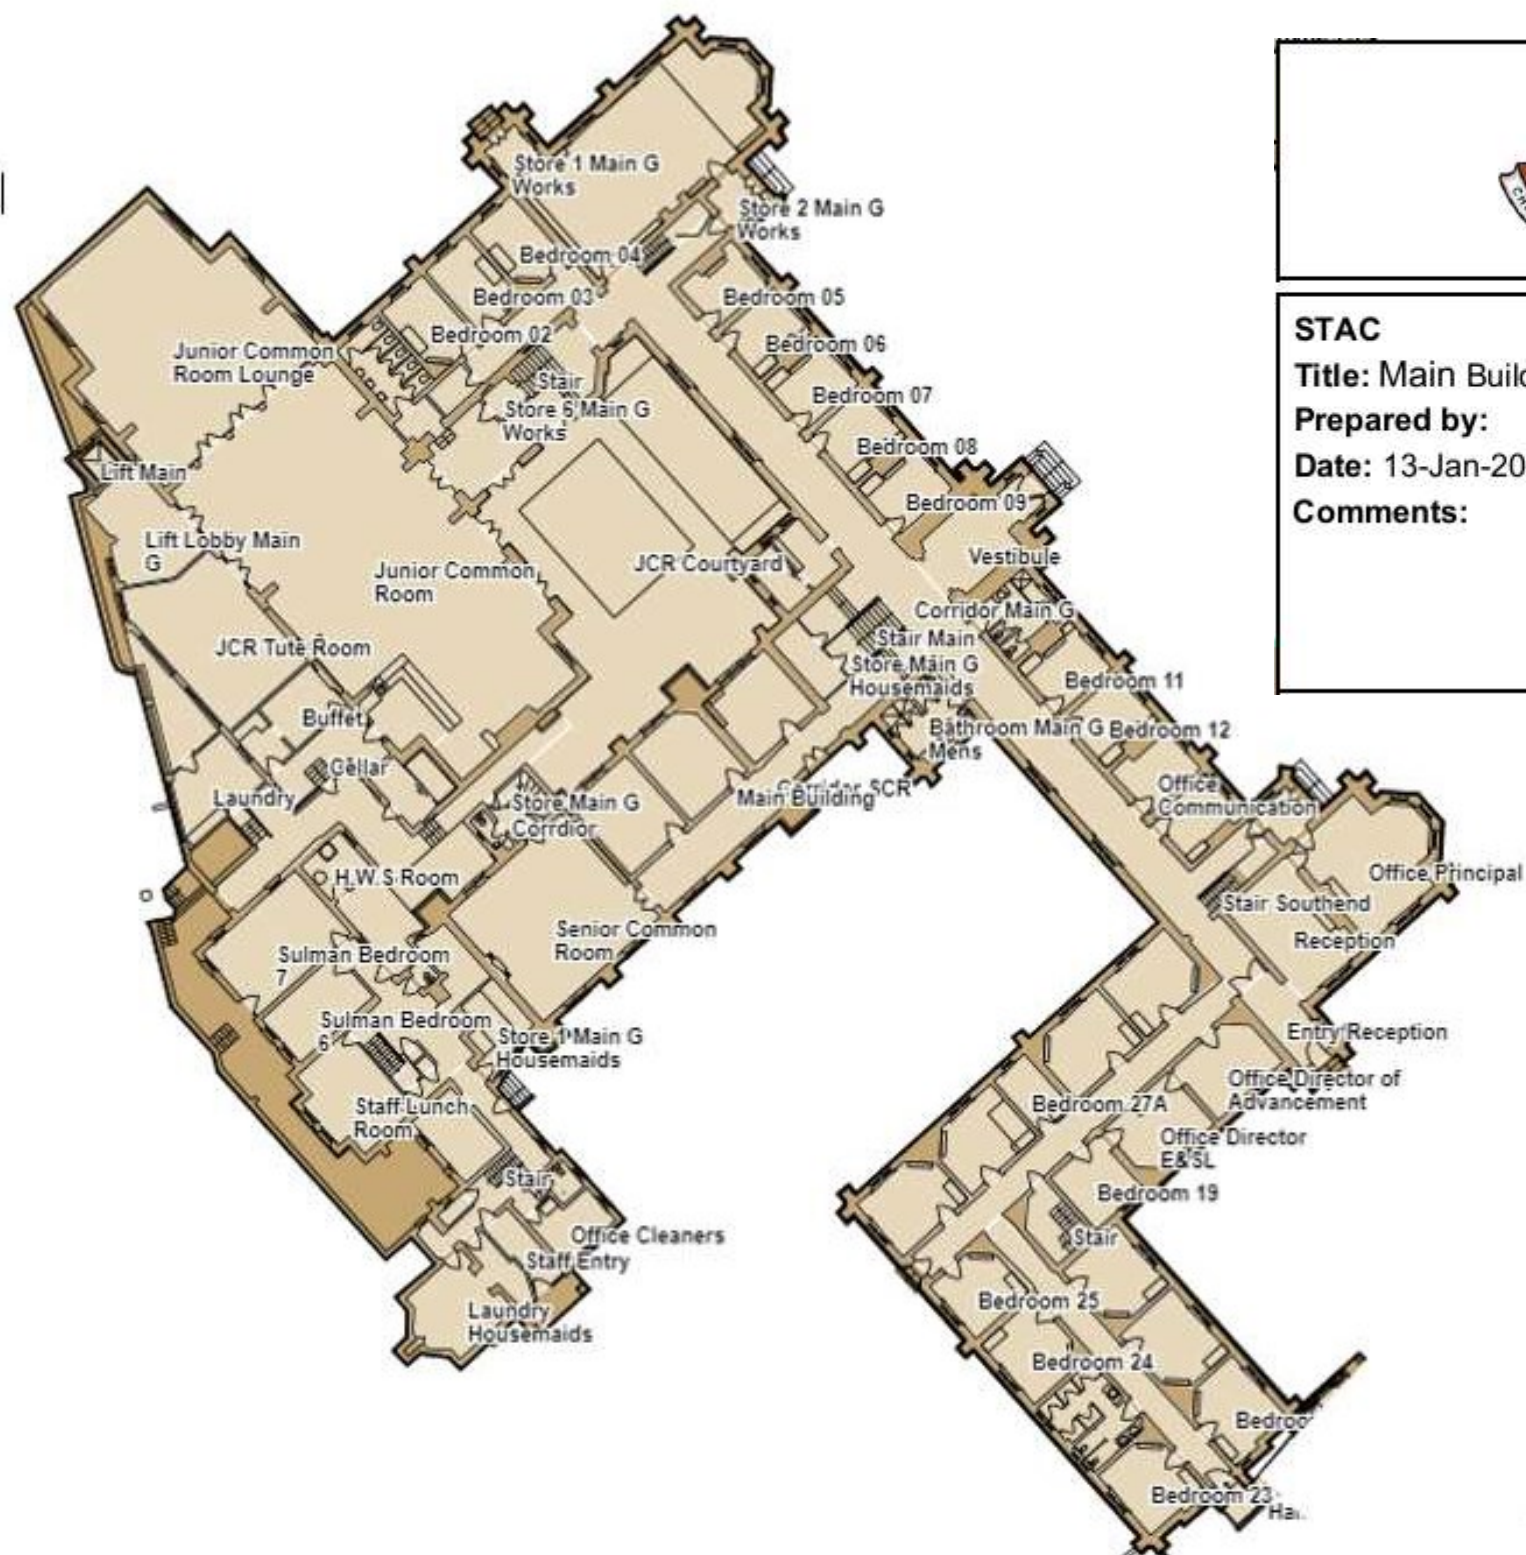 Store 1 Main G
Works
Store 2 Main G
Works
Bedroom 04
Bedroom 03
Bedroom 02
Bedroom 05
Bedroom 06
Bedroom 07
Bedroom 08
Bedroom 09
Junior Common
Room Lounge
Stair
Store 6 Main G
Works
Lift Main
Lift Lobby Main
G
Junior Common
Room
JCR Courtyard
Vestibule
Corridor Main G
Stair Main
Store Main G
Housemaids
JCR Tute Room
Bedroom 11
Bathroom Main G
Mens
Bedroom 12
Buffet
Cellar
Laundry
Store Main G
Corrdior
Corridor SCR
Main Building
Office
Communication
H.W.S Room
Office Principal
Stair Southend
Reception
Senior Common
Room
Sulman Bedroom
7
Sulman Bedroom
6
Store 1 Main G
Housemaids
Entry Reception
Office Director of
Advancement
Staff Lunch
Room
Bedroom 27A
Office Director
E&SL
Bedroom 19
Stair
Stair
Office Cleaners
Staff Entry
Laundry
Housemaids
Bedroom 25
Bedroom 24
Bedroo
Bedroom 23
STAC
Title: Main Build
Prepared by:
Date: 13-Jan-20
Comments: